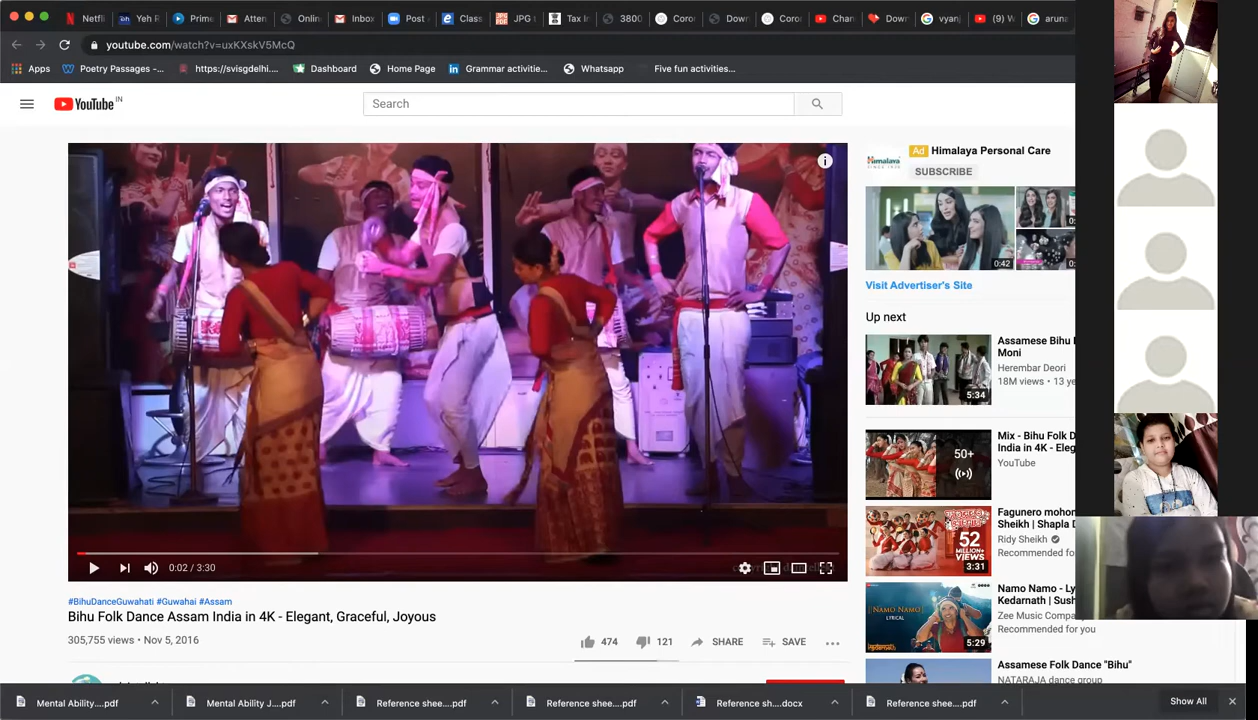 Netfli
Yeh R
Prime
Atten
Online
Inbox
Post
Class
JPG t
Tax In
3800
Coro
Dow
Coro
Chan
Down
vyanj
(9) W
aruna
youtube.com/watch?v=uxKXskV5McQ
Apps
Poetry Passages -...
https://svisgdelhi....
Dashboard
Home Page
Grammar activitie...
Whatsapp
Five fun activities...
YouTube IN
Search
Ad Himalaya Personal Care
SUBSCRIBE
0:42
Visit Advertiser's Site
Up next
Assamese Bihu
Moni
Herembar Deori
18M views • 13 ye
5:34
Mix - Bihu Folk D
India in 4K - Eleg
YouTube
50+
Fagunero mohon
Sheikh | Shapla D
Ridy Sheikh
Recommended fo
52
MILLION+
VIEWS
3:31
Namo Namo - Ly
Kedarnath | Sush
Zee Music Compa
Recommended for you
NAMO NAMO
LYRICAL
5:29
Assamese Folk Dance "Bihu"
NATARAJA dance group
0:02 / 3:30
#BihuDanceGuwahati #Guwahai #Assam
Bihu Folk Dance Assam India in 4K - Elegant, Graceful, Joyous
305,755 views • Nov 5, 2016
474
121
SHARE
SAVE
Mental Ability....pdf
Mental Ability J....pdf
Reference shee....pdf
Reference shee....pdf
Reference sh....docx
Reference shee....pdf
Show All